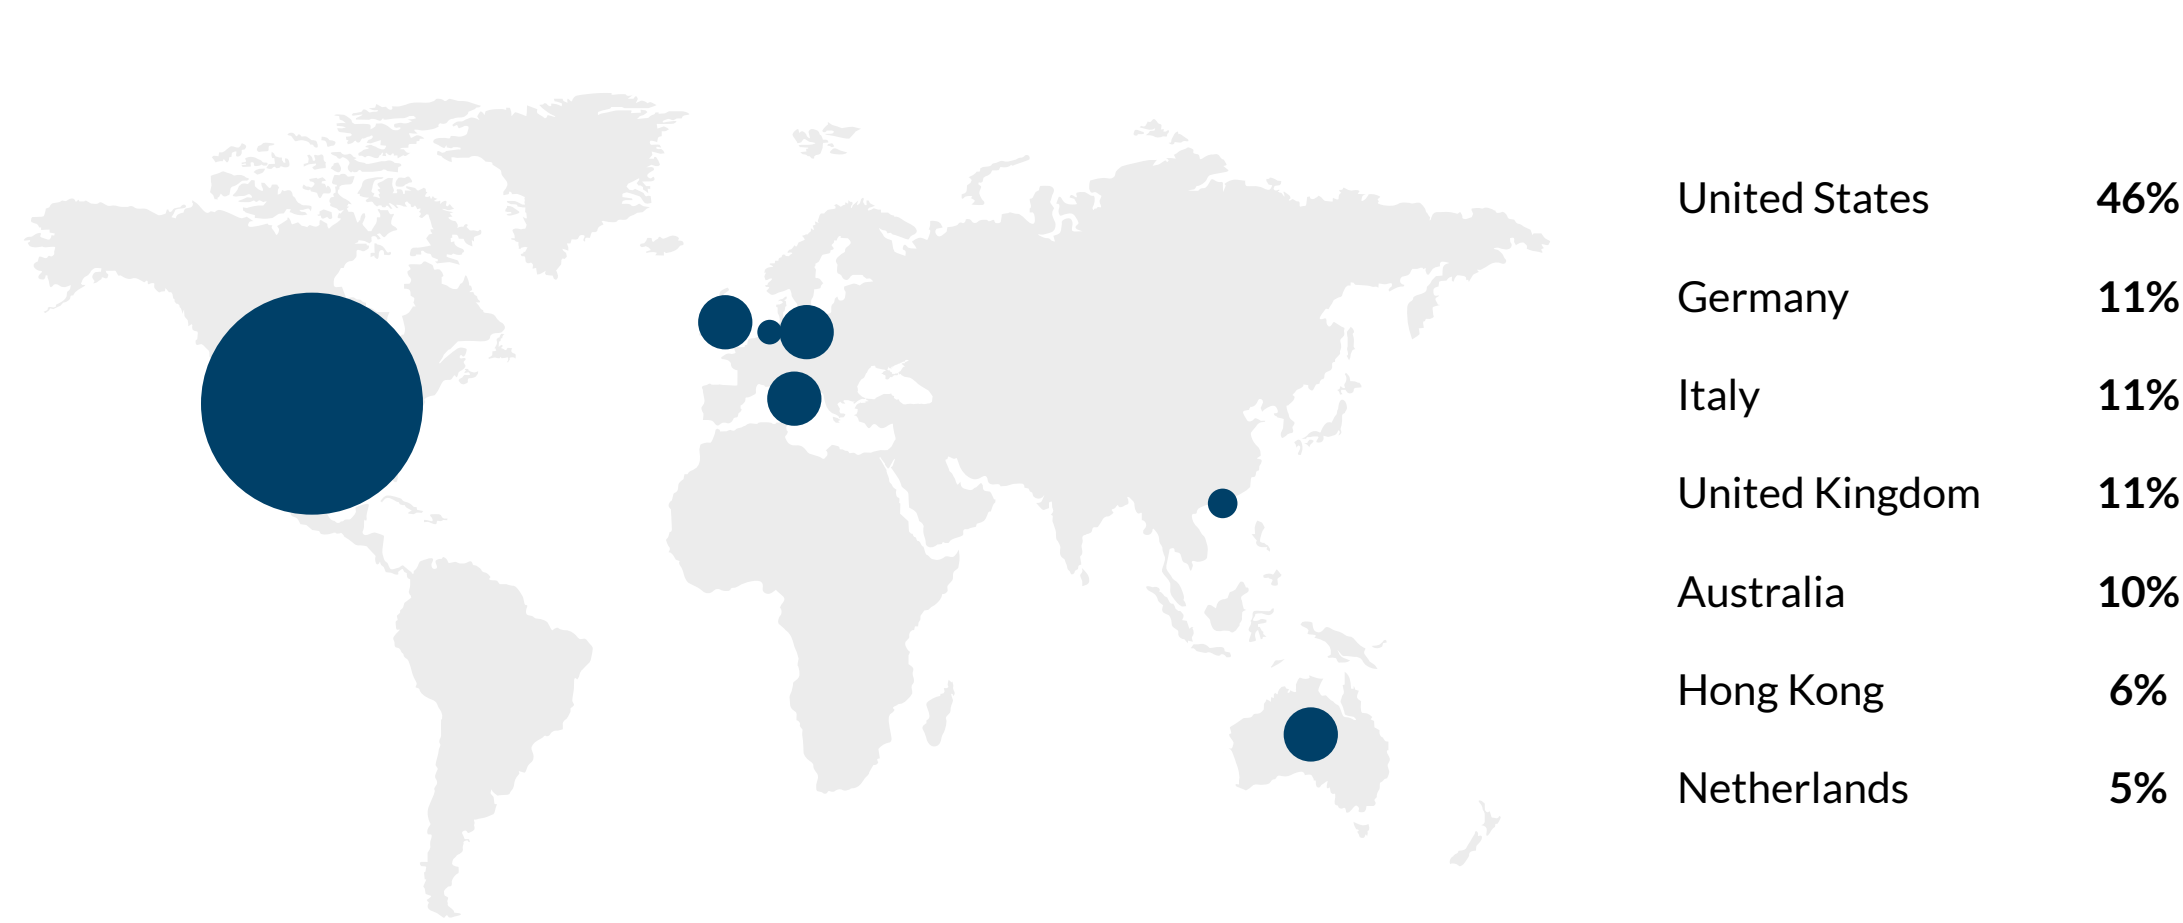 United States 46%
Germany 11%
Italy 11%
United Kingdom 11%
Australia 10%
Hong Kong 6%
Netherlands 5%